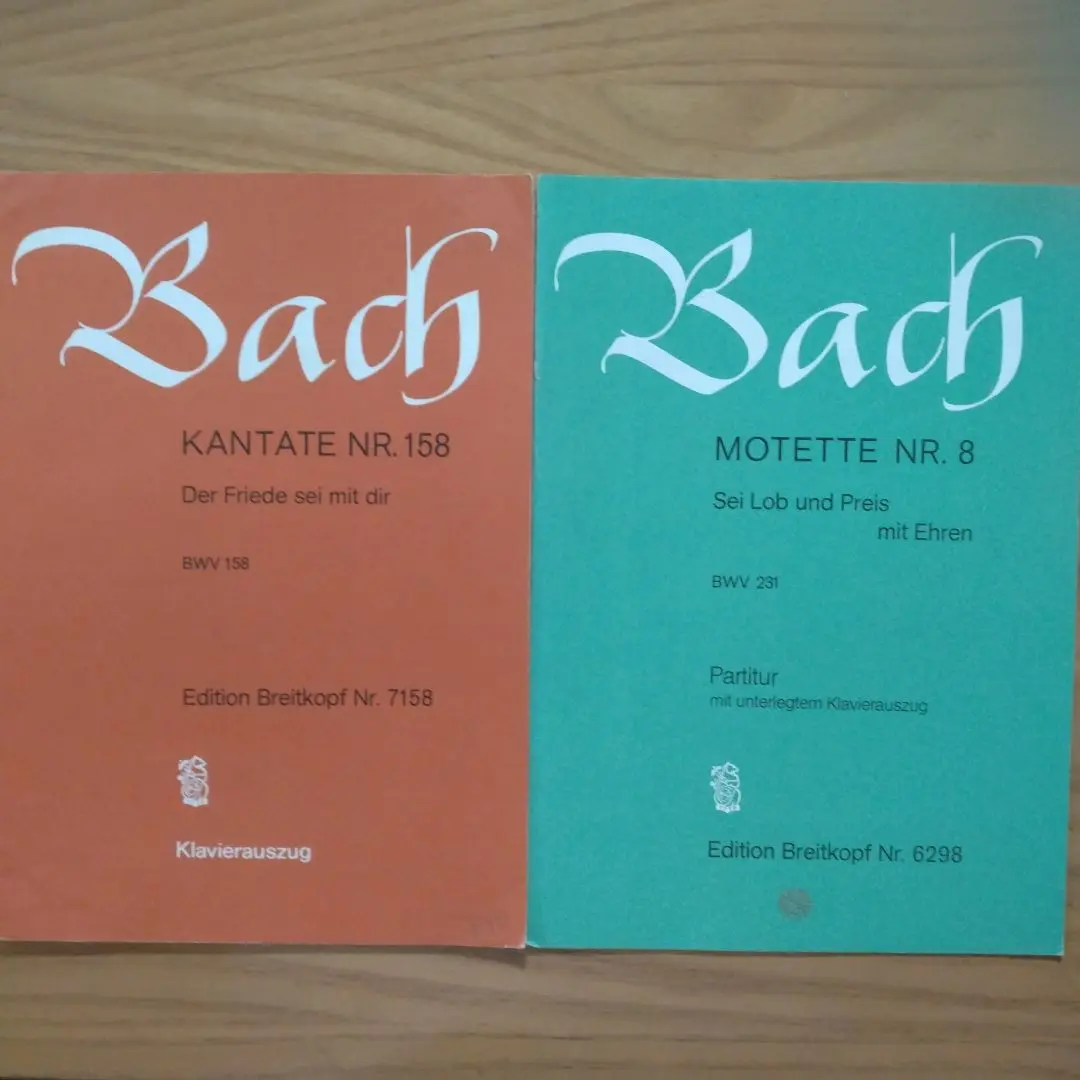 Bach
KANTATE NR. 158
Der Friede sei mit dir
BWV 158
Edition Breitkopf Nr. 7158
Klavierauszug
Bach
MOTETTE NR. 8
Sei Lob und Preis
mit Ehren
BWV 231
Partitur
mit unterlegtem Klavierauszug
Edition Breitkopf Nr. 6298